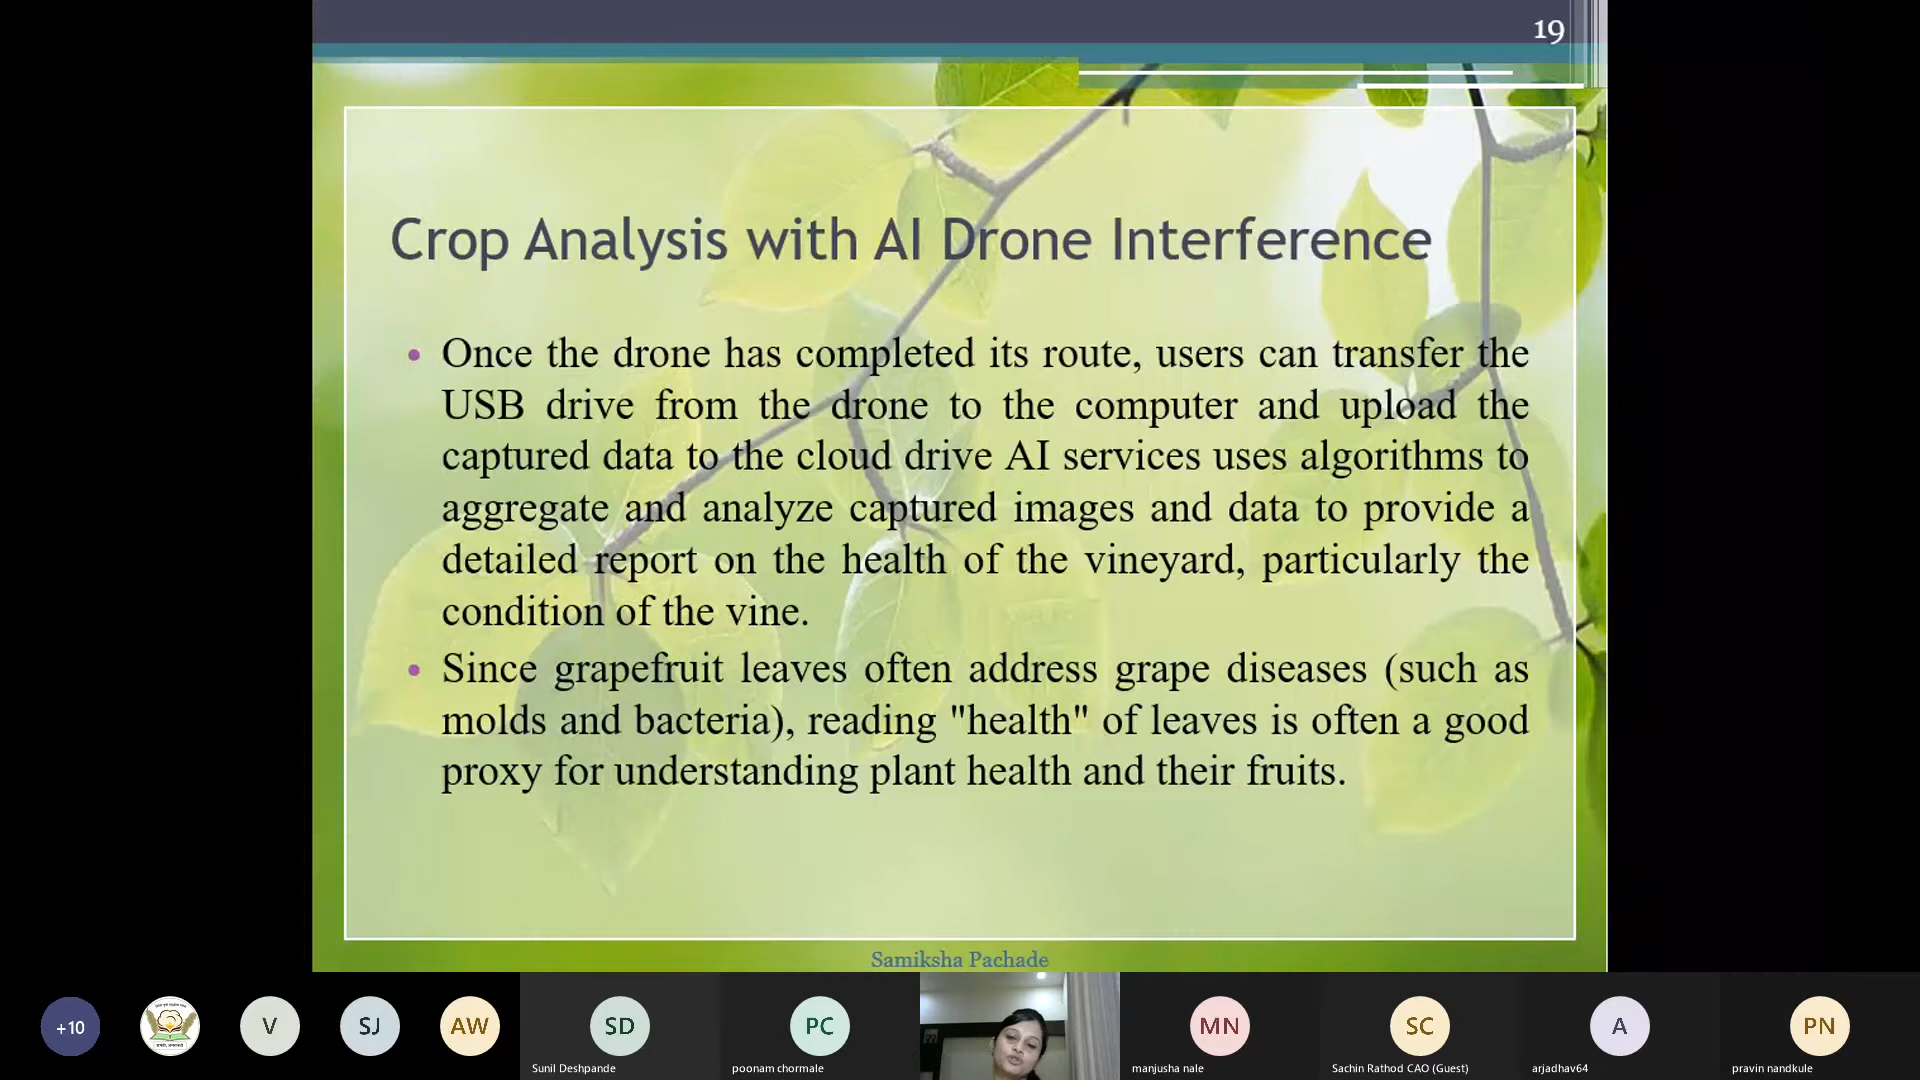 19
Crop Analysis with AI Drone Interference
• Once the drone has completed its route, users can transfer the
USB drive from the drone to the computer and upload the
captured data to the cloud drive AI services uses algorithms to
aggregate and analyze captured images and data to provide a
detailed report on the health of the vineyard, particularly the
condition of the vine.
• Since grapefruit leaves often address grape diseases (such as
molds and bacteria), reading "health" of leaves is often a good
proxy for understanding plant health and their fruits.
Samiksha Pachade
+10
V
SJ
AW
SD
PC
MN
SC
A
PN
Sunil Deshpande
poonam chormale
manjusha nale
Sachin Rathod CAO (Guest)
arjadhav64
pravin nandkule